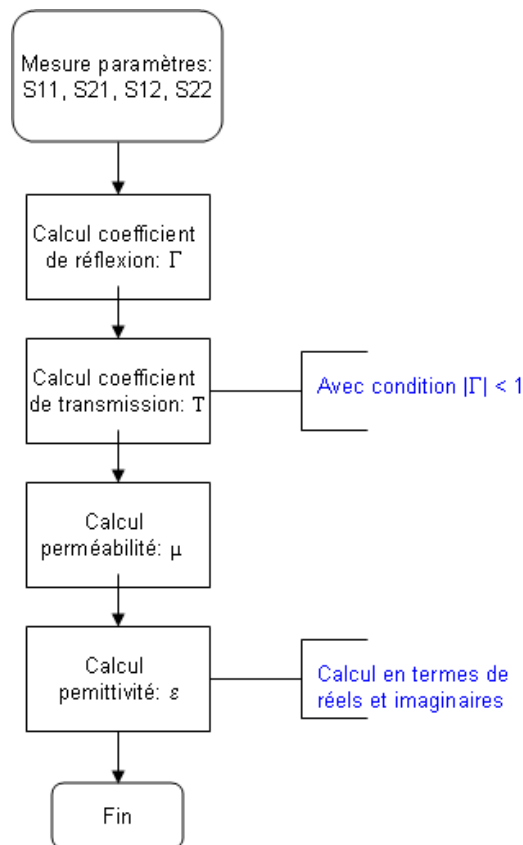 Mesure paramètres:
S11, S21, S12, S22
Calcul coefficient
de réflexion: Γ
Calcul coefficient
de transmission: T
Avec condition |Γ| < 1
Calcul
perméabilité: μ
Calcul
pemittivité: ε
Calcul en termes de
réels et imaginaires
Fin